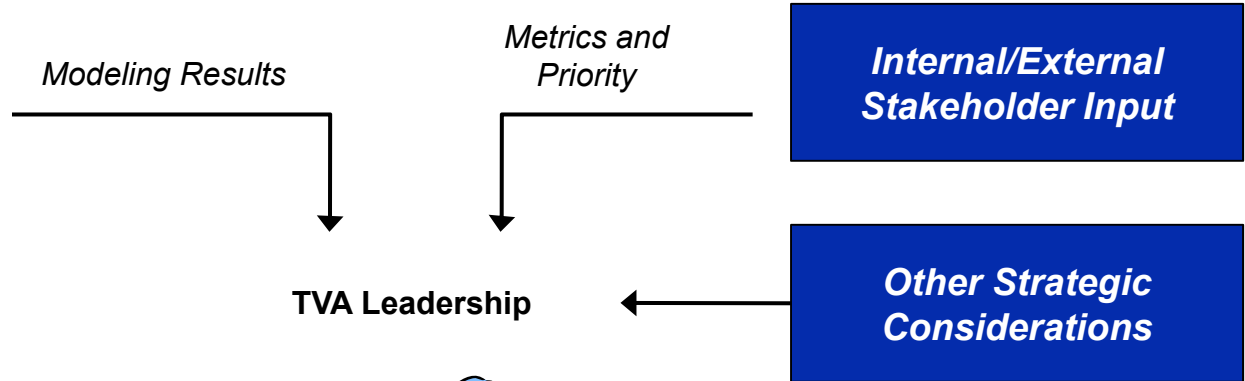 Modeling Results
Metrics and
Priority
Internal/External
Stakeholder Input
TVA Leadership
Other Strategic
Considerations